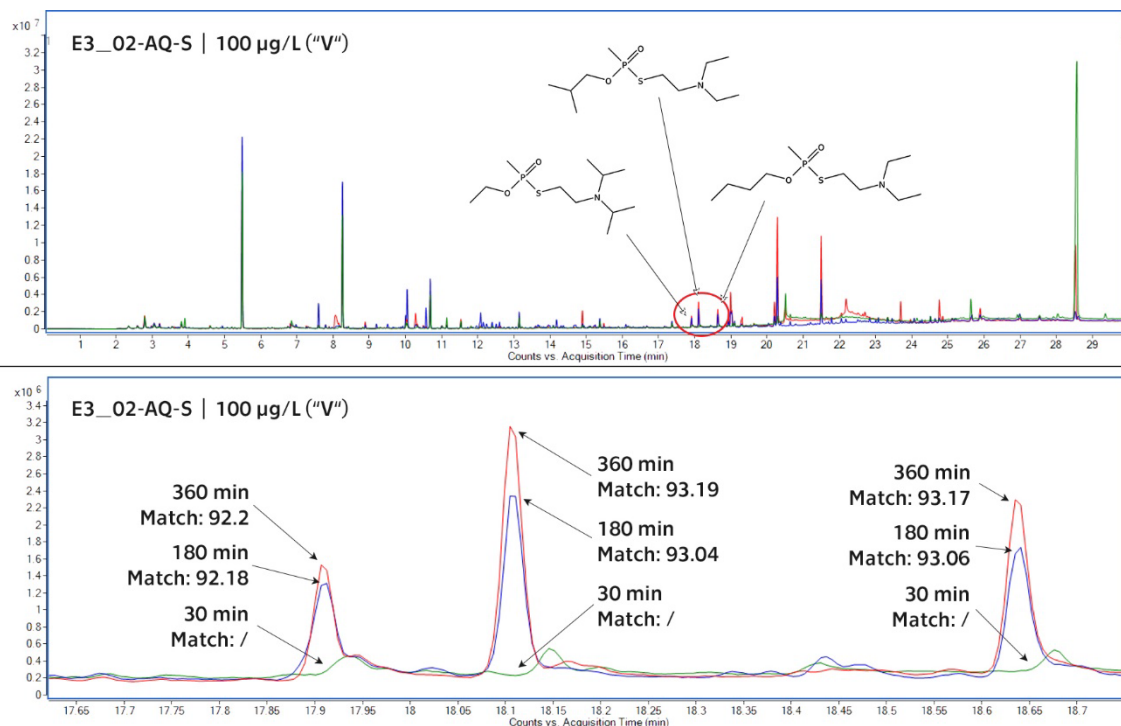 x10 7
E3_02-AQ-S | 100 µg/L ("V")
3.2
3
2.8
2.6
2.4
2.2
2
1.8
1.6
1.4
1.2
1
0.8
0.6
0.4
0.2
0
P O O S N
P O O S N
P O O S N
1 2 3 4 5 6 7 8 9 10 11 12 13 14 15 16 17 18 19 20 21 22 23 24 25 26 27 28 29
Counts vs. Acquisition Time (min)
x10 6
E3_02-AQ-S | 100 µg/L ("V")
3.4
3.2
3
2.8
2.6
2.4
2.2
2
1.8
1.6
1.4
1.2
1
0.8
0.6
0.4
0.2
0
360 min
Match: 92.2
180 min
Match: 92.18
30 min
Match: /
360 min
Match: 93.19
180 min
Match: 93.04
30 min
Match: /
360 min
Match: 93.17
180 min
Match: 93.06
30 min
Match: /
17.65 17.7 17.75 17.8 17.85 17.9 17.95 18 18.05 18.1 18.15 18.2 18.25 18.3 18.35 18.4 18.45 18.5 18.55 18.6 18.65 18.7
Counts vs. Acquisition Time (min)